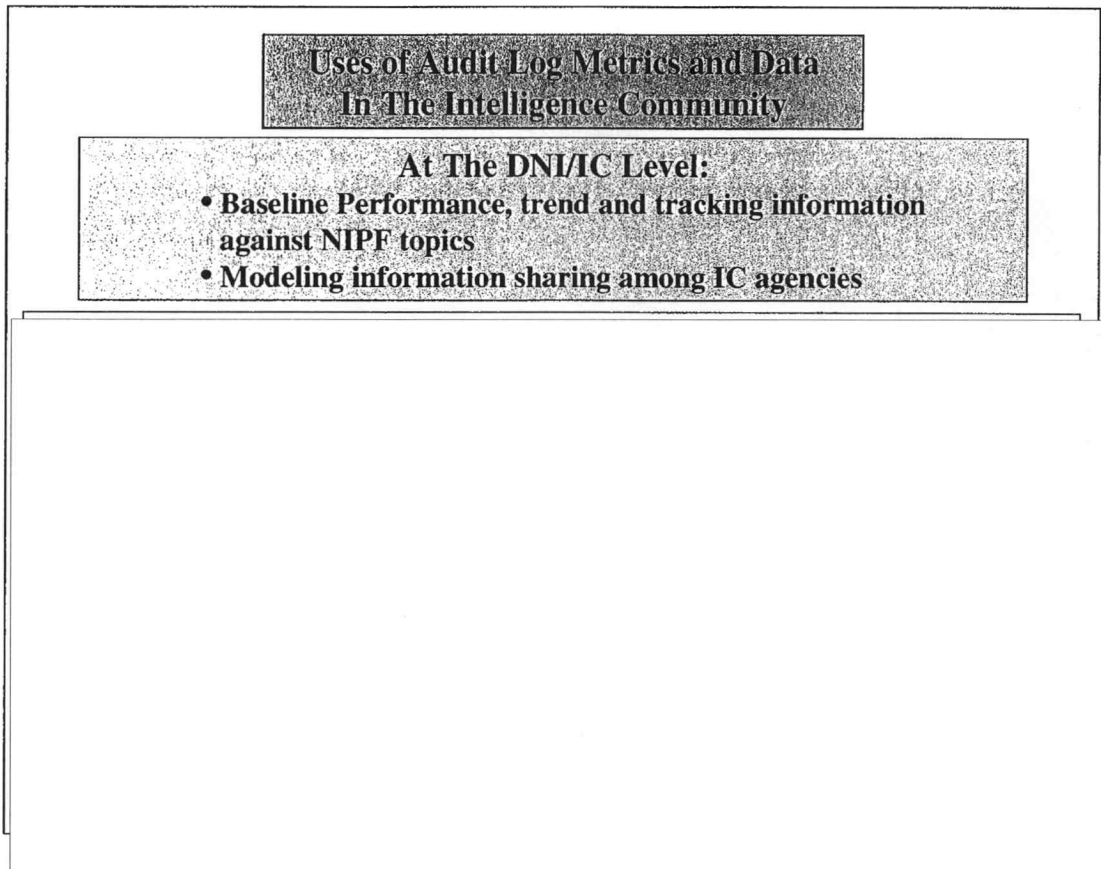 Uses of Audit Log Metrics and Data
In The Intelligence Community
At The DNI/IC Level:
• Baseline Performance, trend and tracking information
against NIPF topics
• Modeling information sharing among IC agencies